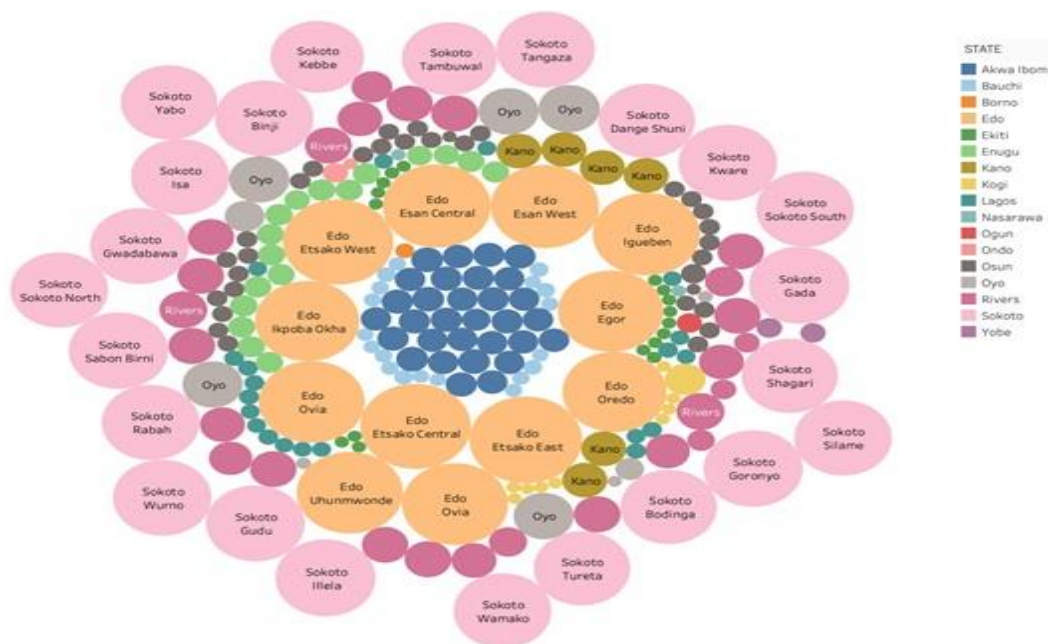 Sokoto
Kebbe
Sokoto
Tambuwal
Sokoto
Tangaza
Sokoto
Yabo
Sokoto
Binji
Oyo
Oyo
Sokoto
Dange Shuni
Rivers
Kano
Kano
Kano
Kano
Sokoto
Kware
Sokoto
Isa
Oyo
Edo
Esan Central
Edo
Esan West
Sokoto
Sokoto South
Edo
Etsako West
Edo
Igueben
Sokoto
Gwadabawa
Sokoto
Sokoto North
Sokoto
Gada
Rivers
Edo
Ikpoba Okha
Edo
Egor
Sokoto
Sabon Birni
Sokoto
Shagari
Oyo
Edo
Ovia
Edo
Oredo
Rivers
Sokoto
Rabah
Edo
Etsako Central
Edo
Etsako East
Kano
Sokoto
Silame
Sokoto
Goronyo
Sokoto
Wurno
Edo
Uhunmwonde
Edo
Ovia
Kano
Oyo
Sokoto
Bodinga
Sokoto
Gudu
Sokoto
Illela
Sokoto
Tureta
Sokoto
Wamako
STATE
Akwa Ibom
Bauchi
Borno
Edo
Ekiti
Enugu
Kano
Kogi
Lagos
Nasarawa
Ogun
Ondo
Osun
Oyo
Rivers
Sokoto
Yobe